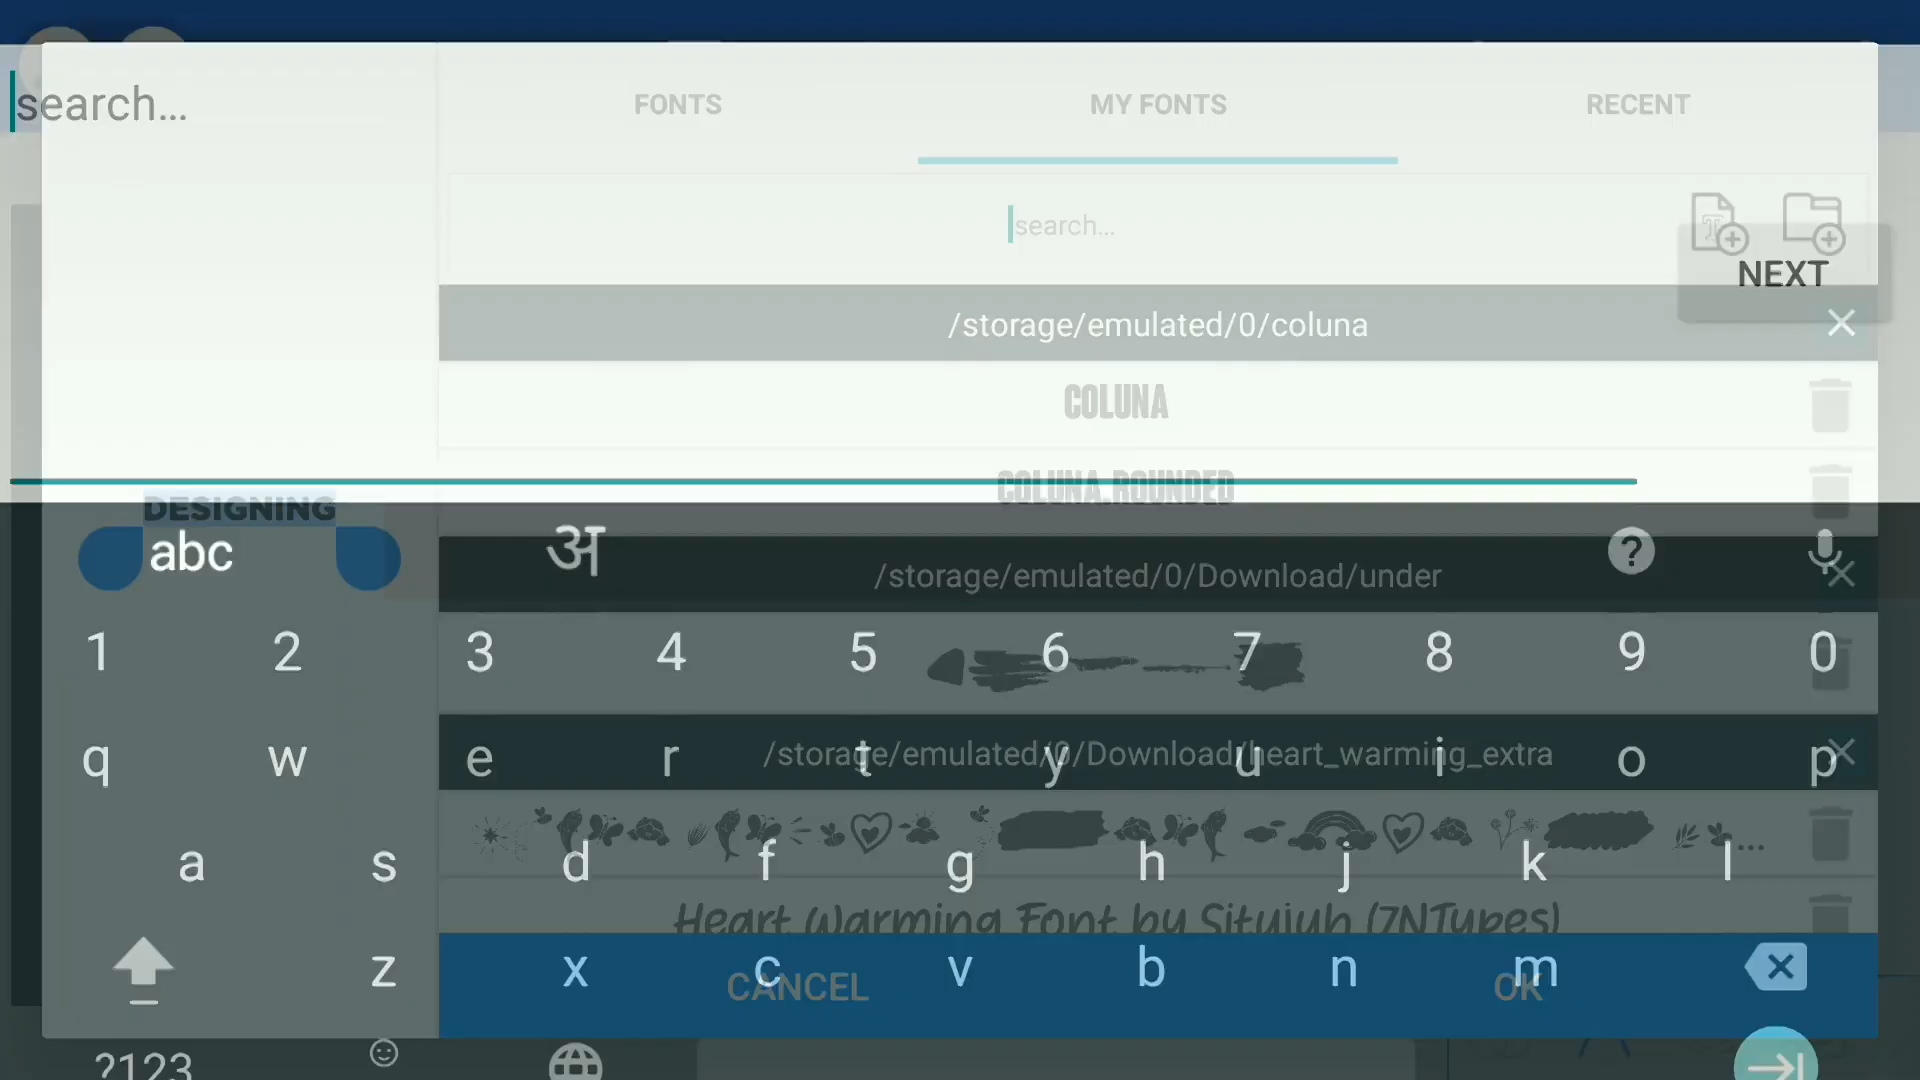 search...
FONTS MY FONTS RECENT
search...
NEXT
/storage/emulated/0/coluna
COLUNA
COLUNA.ROUNDED
DESIGNING
abc अ ?
/storage/emulated/0/Download/under
1 2 3 4 5 6 7 8 9 0
/storage/emulated/0/Download/heart_warming_extra
q w e r t y u i o p
a s d f g h j k l
Heart Warming Font by Situjuh (7NTypes)
z x c v b n m
CANCEL OK
?123